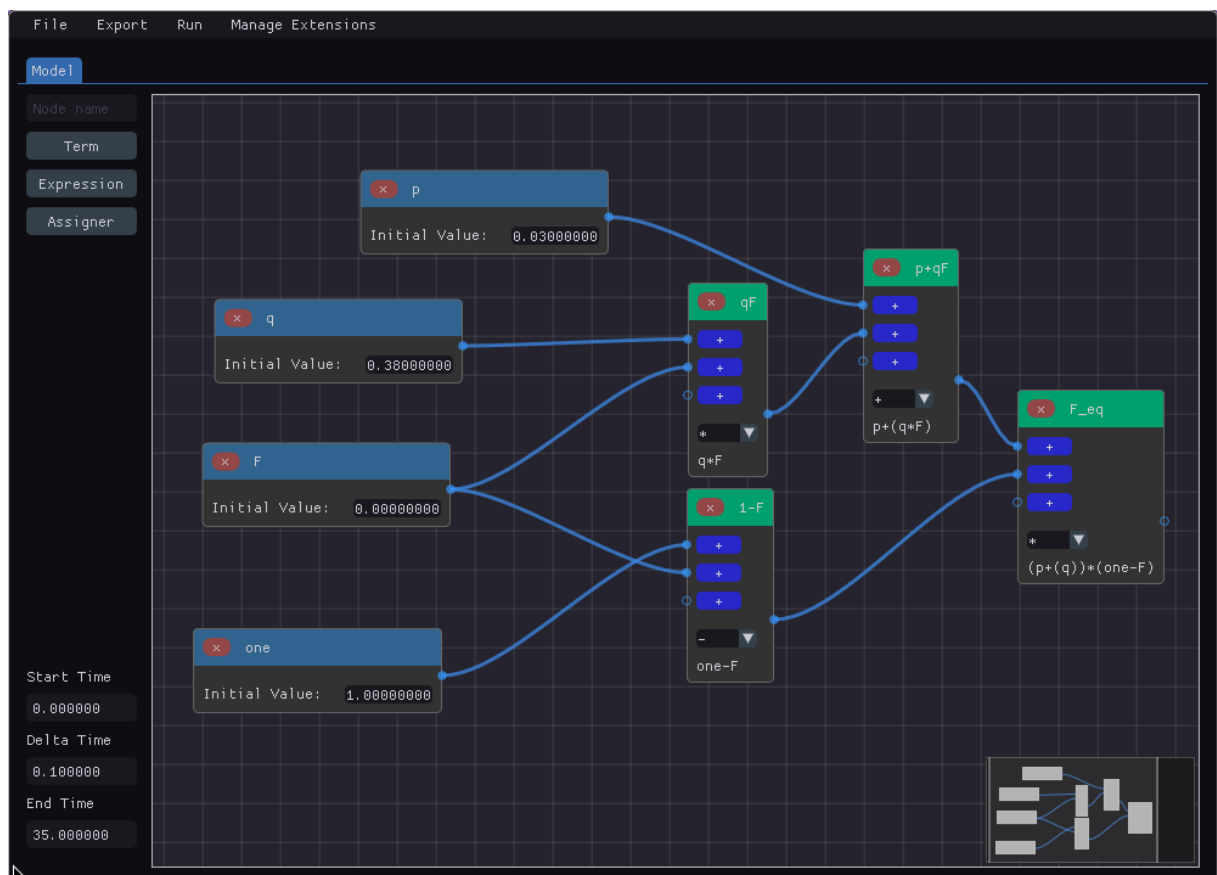 File Export Run Manage Extensions
Model
Node name
Term
Expression
Assigner
× p
Initial Value: 0.03000000
× q
Initial Value: 0.38000000
× F
Initial Value: 0.00000000
× one
Initial Value: 1.00000000
× qF
+
+
+
* ▼
q*F
× 1-F
+
+
+
- ▼
one-F
× p+qF
+
+
+
+ ▼
p+(q*F)
× F_eq
+
+
+
* ▼
(p+(q))*(one-F)
Start Time
0.000000
Delta Time
0.100000
End Time
35.000000